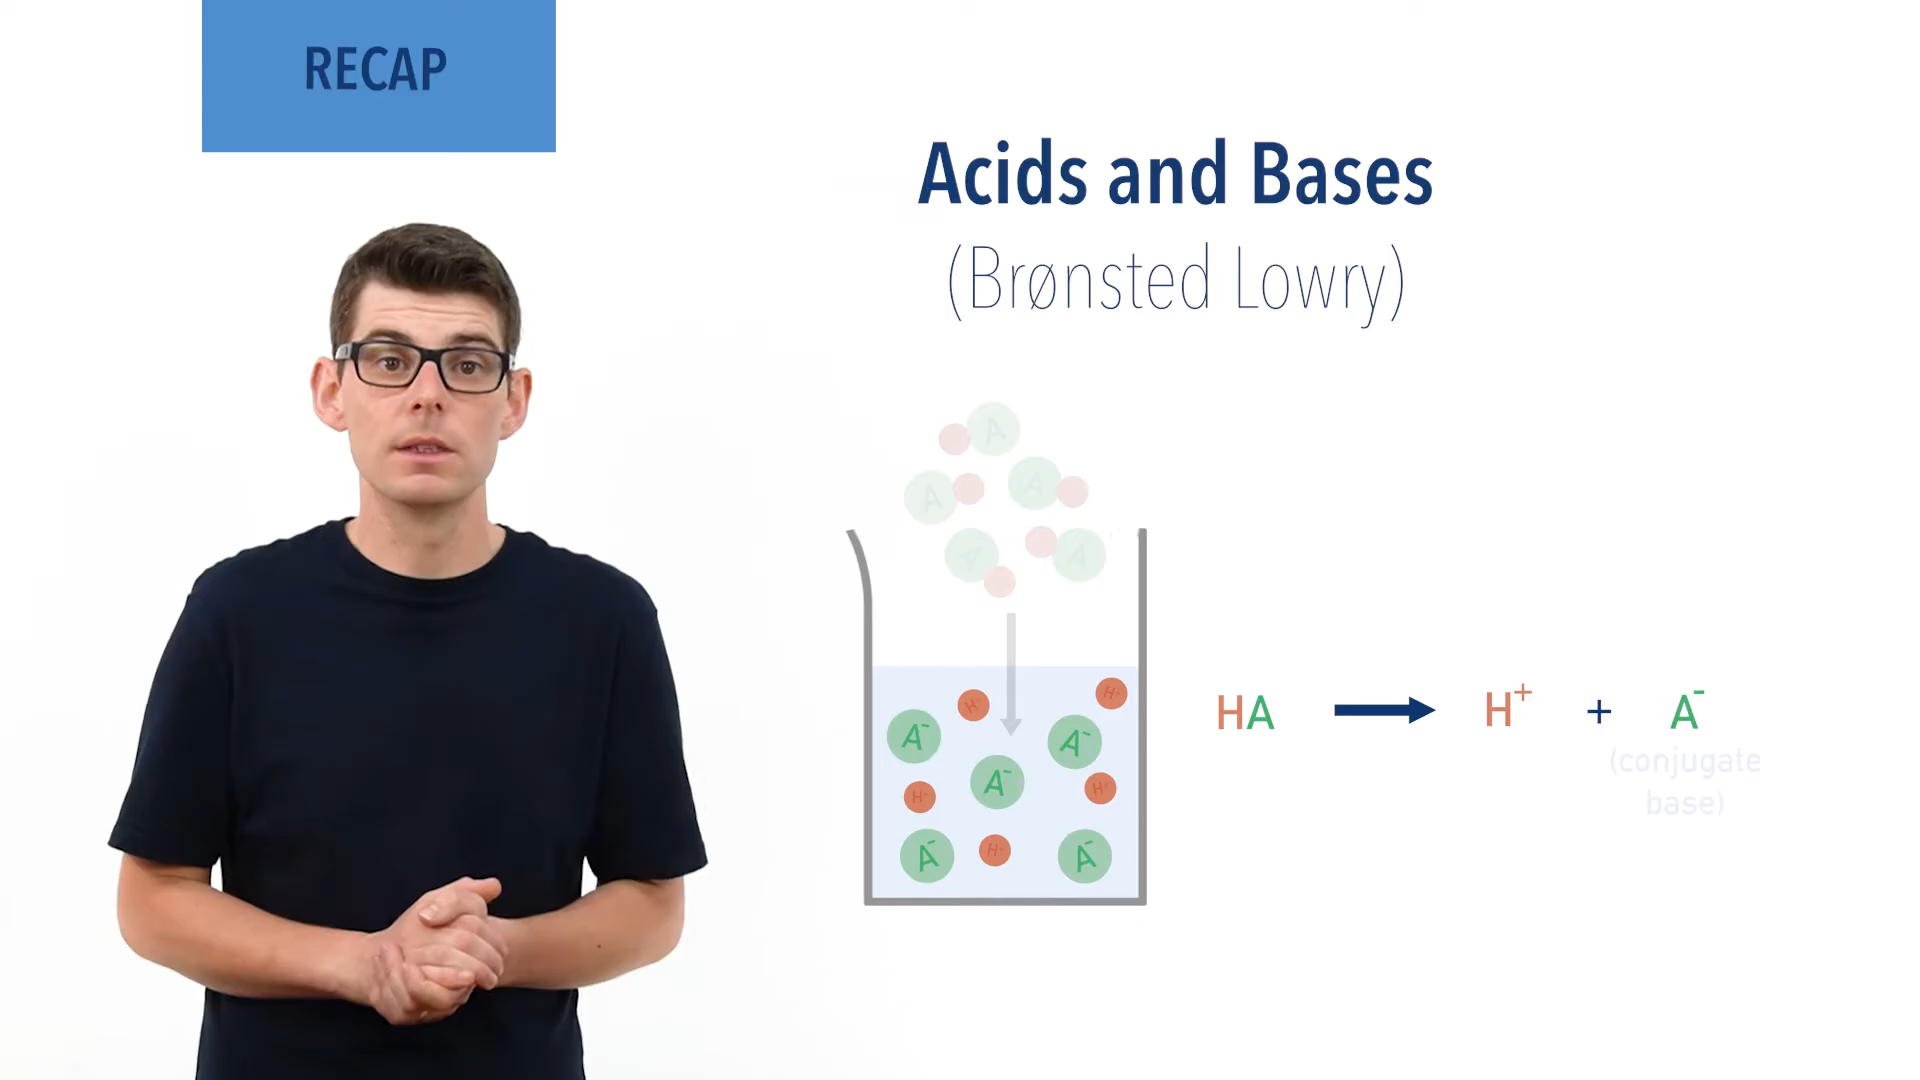 RECAP
Acids and Bases
(Brønsted Lowry)
A
A
A
A
A
H⁺
H⁺
A⁻
A⁻
A⁻
H⁺
H⁺
A⁻
H⁺
A⁻
HA → H⁺ + A⁻
(conjugate
base)